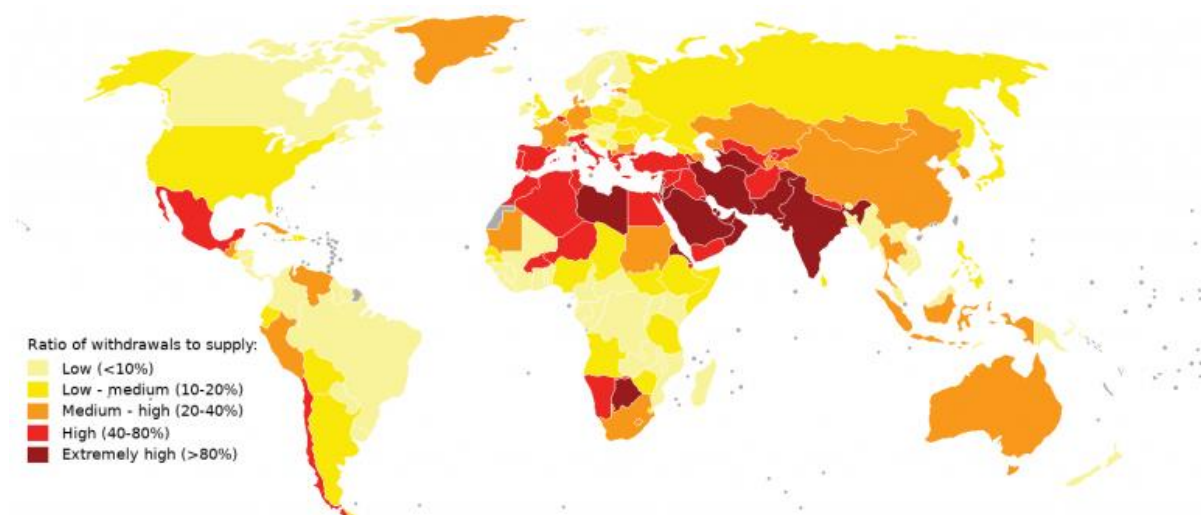 Ratio of withdrawals to supply:
Low (<10%)
Low - medium (10-20%)
Medium - high (20-40%)
High (40-80%)
Extremely high (>80%)